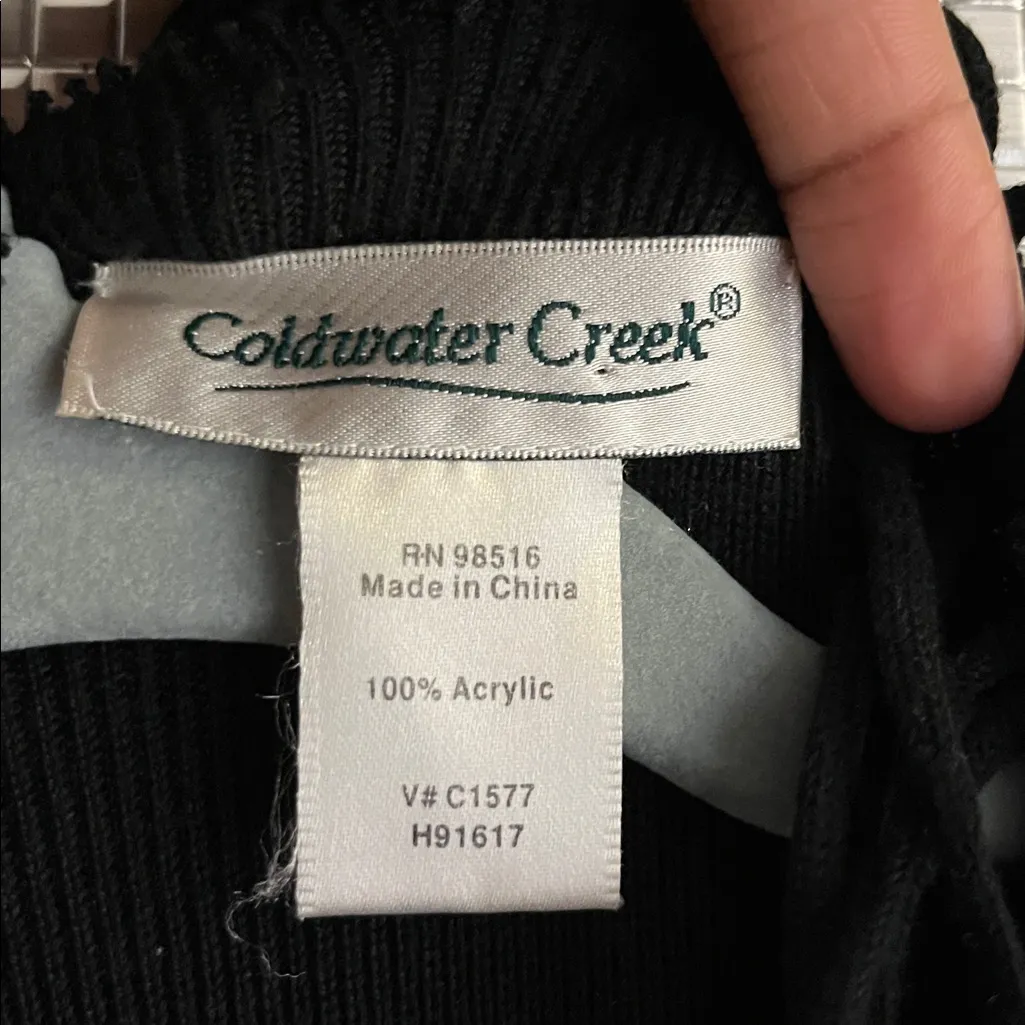 Coldwater Creek®
RN 98516
Made in China
100% Acrylic
V# C1577
H91617